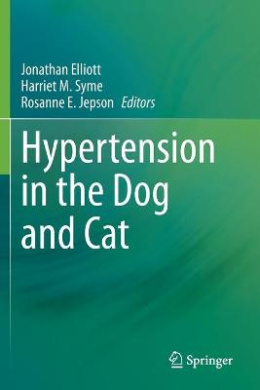 Jonathan Elliott
Harriet M. Syme
Rosanne E. Jepson Editors
Hypertension
in the Dog
and Cat
Springer